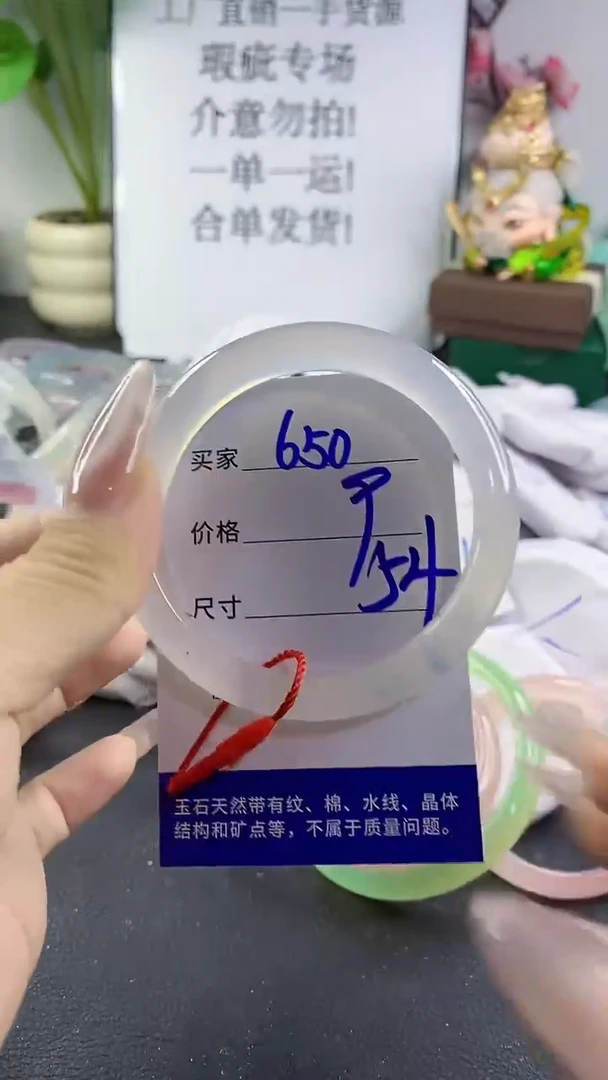 工厂直销一手货源
瑕疵专场
介意勿拍!
一单一运!
合单发货!
买家 650
价格
尺寸 54
玉石天然带有纹、棉、水线、晶体
结构和矿点等，不属于质量问题。